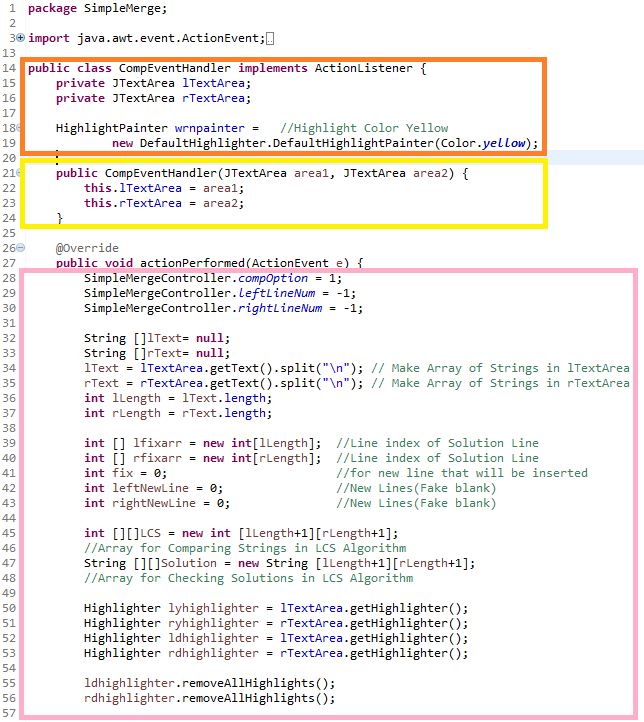 1 package SimpleMerge;
2
3 import java.awt.event.ActionEvent;
13
14 public class CompEventHandler implements ActionListener {
15 private JTextArea lTextArea;
16 private JTextArea rTextArea;
17
18 HighlightPainter wrnpainter = //Highlight Color Yellow
19 new DefaultHighlighter.DefaultHighlightPainter(Color.yellow);
20
21 public CompEventHandler(JTextArea area1, JTextArea area2) {
22 this.lTextArea = area1;
23 this.rTextArea = area2;
24 }
25
26 @Override
27 public void actionPerformed(ActionEvent e) {
28 SimpleMergeController.compOption = 1;
29 SimpleMergeController.leftLineNum = -1;
30 SimpleMergeController.rightLineNum = -1;
31
32 String []lText= null;
33 String []rText= null;
34 lText = lTextArea.getText().split("\n"); // Make Array of Strings in lTextArea
35 rText = rTextArea.getText().split("\n"); // Make Array of Strings in rTextArea
36 int lLength = lText.length;
37 int rLength = rText.length;
38
39 int [] lfixarr = new int[lLength]; //Line index of Solution Line
40 int [] rfixarr = new int[rLength]; //Line index of Solution Line
41 int fix = 0; //for new line that will be inserted
42 int leftNewLine = 0; //New Lines(Fake blank)
43 int rightNewLine = 0; //New Lines(Fake blank)
44
45 int [][]LCS = new int [lLength+1][rLength+1];
46 //Array for Comparing Strings in LCS Algorithm
47 String [][]Solution = new String [lLength+1][rLength+1];
48 //Array for Checking Solutions in LCS Algorithm
49
50 Highlighter lyhighlighter = lTextArea.getHighlighter();
51 Highlighter ryhighlighter = rTextArea.getHighlighter();
52 Highlighter ldhighlighter = lTextArea.getHighlighter();
53 Highlighter rdhighlighter = rTextArea.getHighlighter();
54
55 ldhighlighter.removeAllHighlights();
56 rdhighlighter.removeAllHighlights();
57